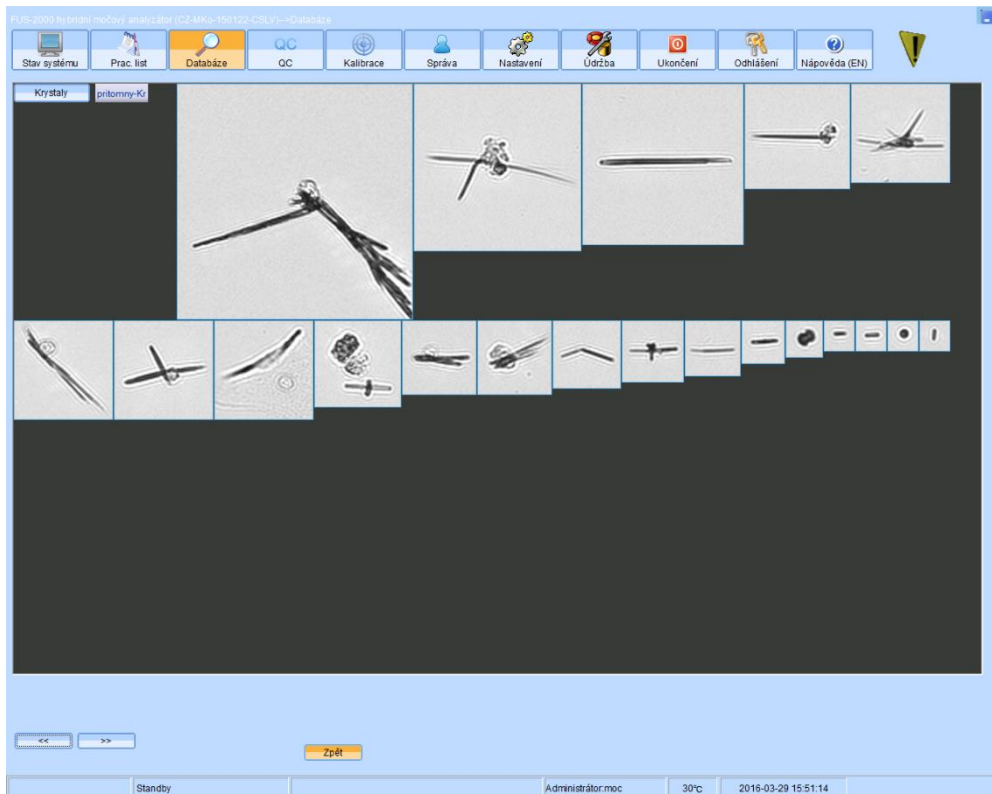 FUS-2000 hybridní močový analyzátor (CZ-MKo-150122-CSLV)-->Databáze
Stav systému
Prac. list
Databáze
QC
QC
Kalibrace
Správa
Nastavení
Údržba
Ukončení
Odhlášení
Nápověda (EN)
Krystaly
pritomny-Kr
<<
>>
Zpět
Standby
Administrátor:moc
30°C
2016-03-29 15:51:14